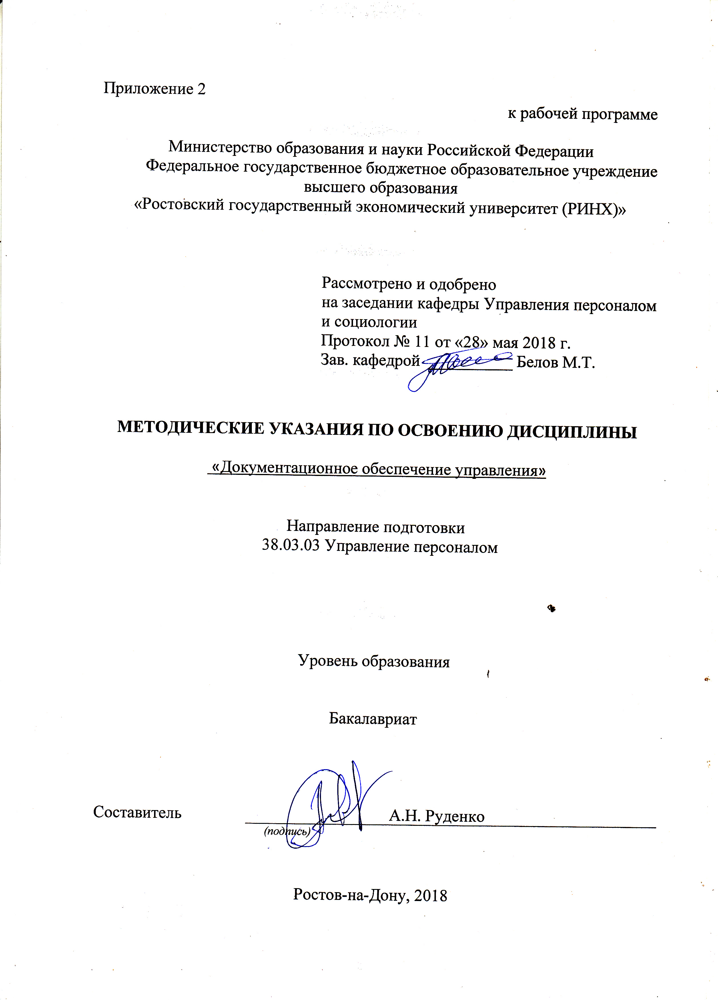 Приложение 2
к рабочей программе
Министерство образования и науки Российской Федерации
Федеральное государственное бюджетное образовательное учреждение
высшего образования
«Ростовский государственный экономический университет (РИНХ)»
Рассмотрено и одобрено
на заседании кафедры Управления персоналом
и социологии
Протокол № 11 от «28» мая 2018 г.
Зав. кафедрой Белов М.Т.
МЕТОДИЧЕСКИЕ УКАЗАНИЯ ПО ОСВОЕНИЮ ДИСЦИПЛИНЫ
«Документационное обеспечение управления»
Направление подготовки
38.03.03 Управление персоналом
Уровень образования
Бакалавриат
Составитель А.Н. Руденко
(подпись)
Ростов-на-Дону, 2018